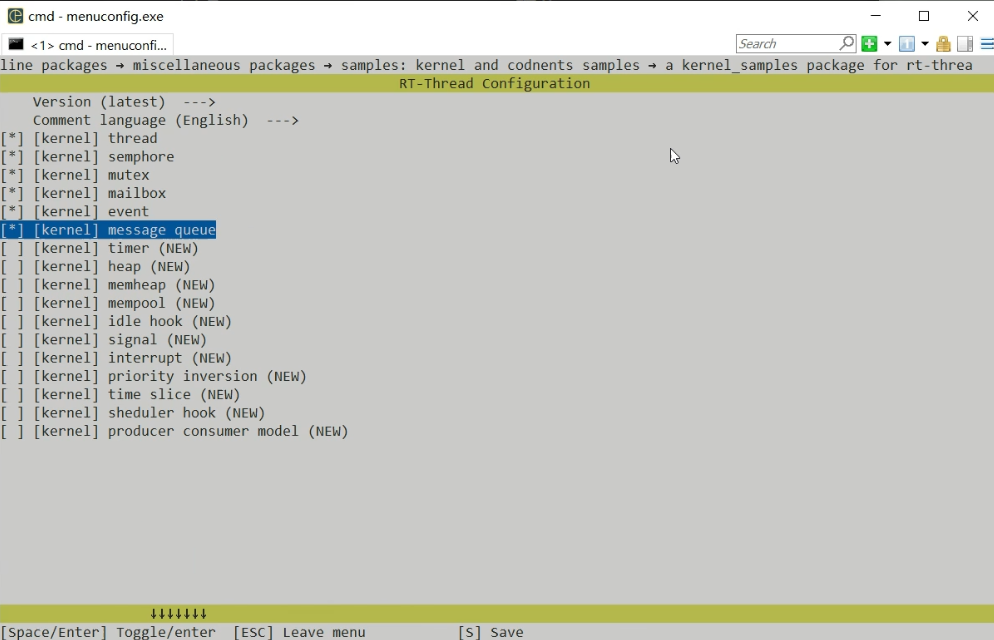 cmd - menuconfig.exe
<1> cmd - menuconfi...
Search
line packages → miscellaneous packages → samples: kernel and codnents samples → a kernel_samples package for rt-threa
RT-Thread Configuration
Version (latest)  --->
Comment language (English)  --->
[*] [kernel] thread
[*] [kernel] semphore
[*] [kernel] mutex
[*] [kernel] mailbox
[*] [kernel] event
[*] [kernel] message queue
[ ] [kernel] timer (NEW)
[ ] [kernel] heap (NEW)
[ ] [kernel] memheap (NEW)
[ ] [kernel] mempool (NEW)
[ ] [kernel] idle hook (NEW)
[ ] [kernel] signal (NEW)
[ ] [kernel] interrupt (NEW)
[ ] [kernel] priority inversion (NEW)
[ ] [kernel] time slice (NEW)
[ ] [kernel] sheduler hook (NEW)
[ ] [kernel] producer consumer model (NEW)
↓↓↓↓↓↓↓
[Space/Enter] Toggle/enter  [ESC] Leave menu  [S] Save